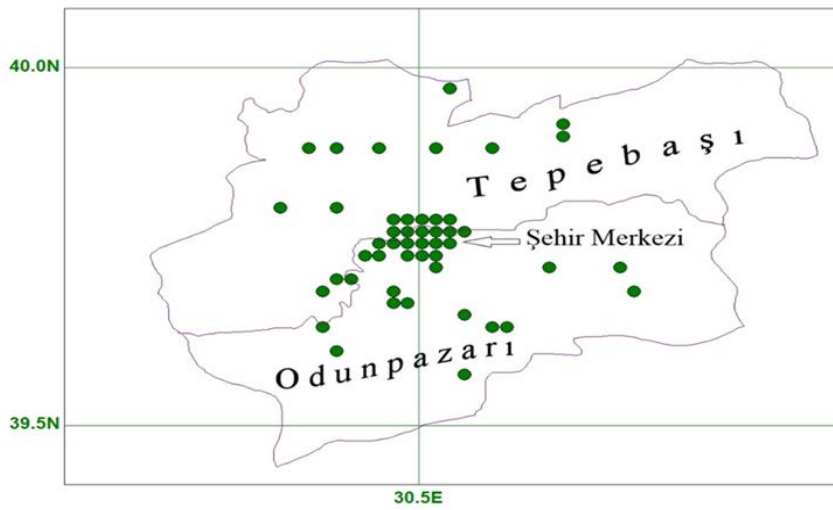 40.0N
Tepebaşı
Şehir Merkezi
Odunpazarı
39.5N
30.5E